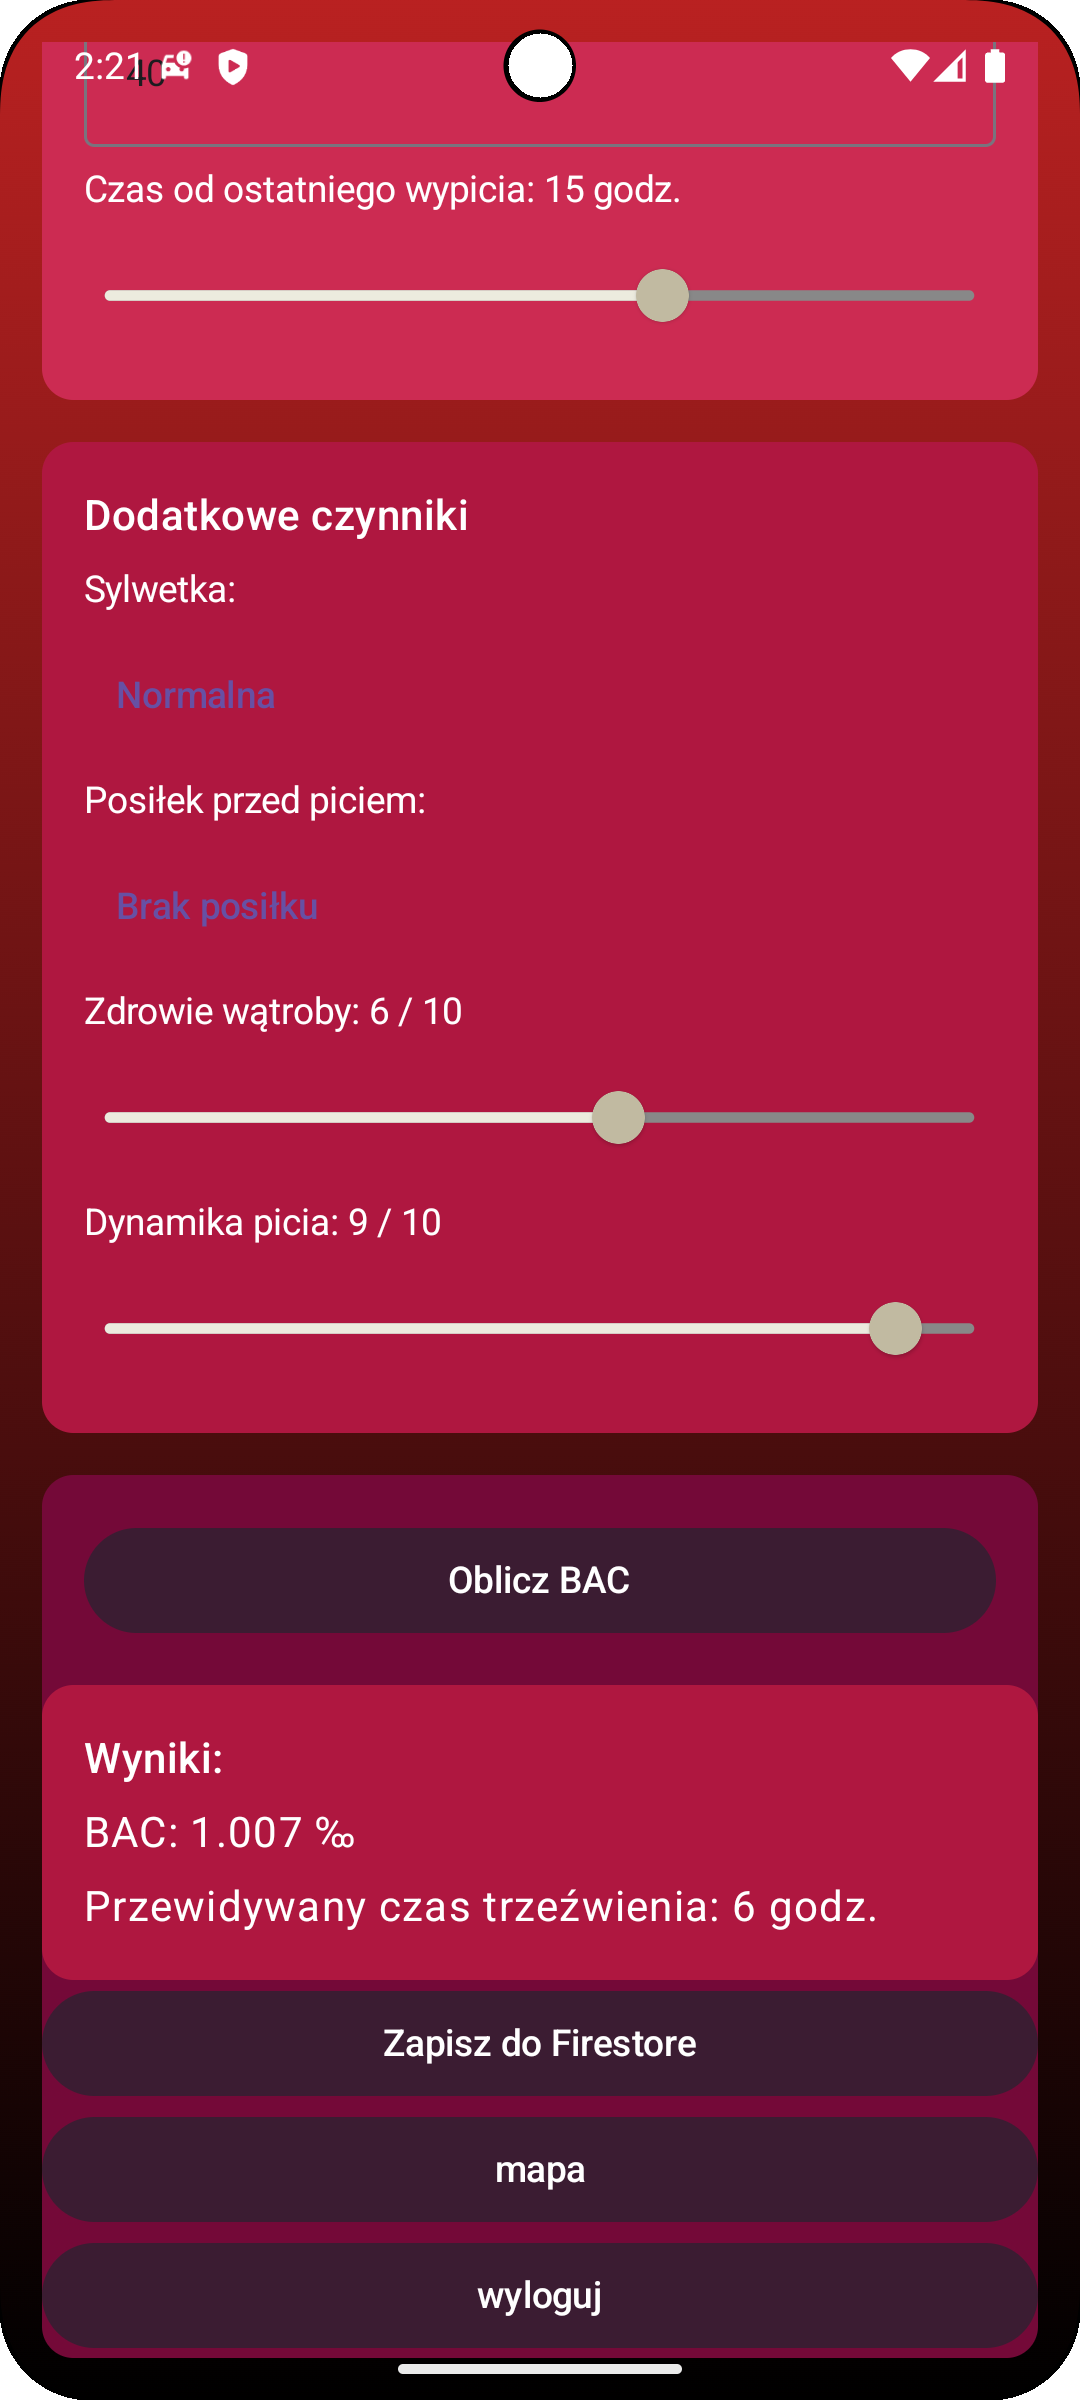 2:21
40
Czas od ostatniego wypicia: 15 godz.
Dodatkowe czynniki
Sylwetka:
Normalna
Posiłek przed piciem:
Brak posiłku
Zdrowie wątroby: 6 / 10
Dynamika picia: 9 / 10
Oblicz BAC
Wyniki:
BAC: 1.007 ‰
Przewidywany czas trzeźwienia: 6 godz.
Zapisz do Firestore
mapa
wyloguj